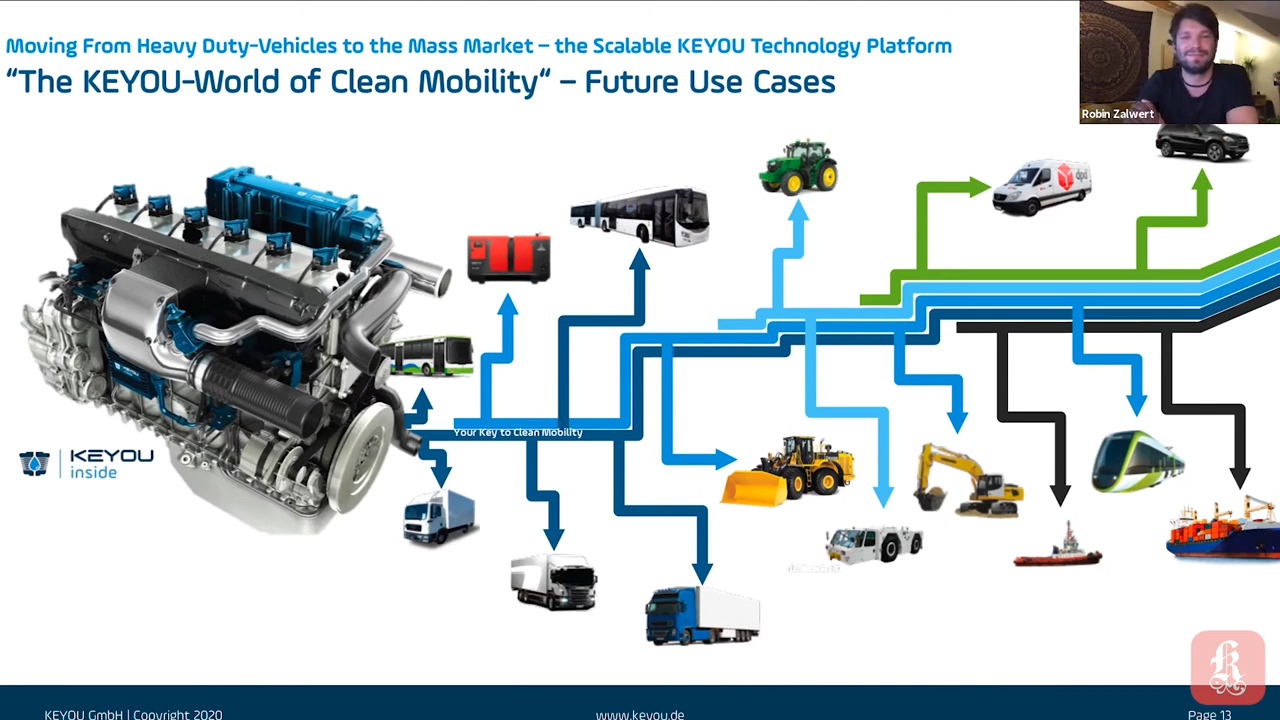 Moving From Heavy Duty-Vehicles to the Mass Market – the Scalable KEYOU Technology Platform
“The KEYOU-World of Clean Mobility“ – Future Use Cases
Robin Zalwert
dpd
Your Key to Clean Mobility
KEYOU
inside
KEYOU GmbH | Copyright 2020
www.keyou.de
Page 13